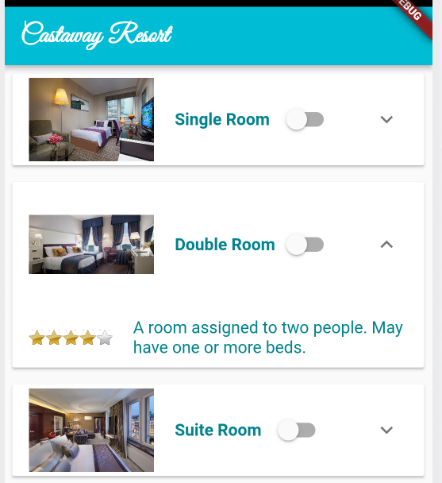 EBUG
Castaway Resort
Single Room
Double Room
A room assigned to two people. May
have one or more beds.
Suite Room